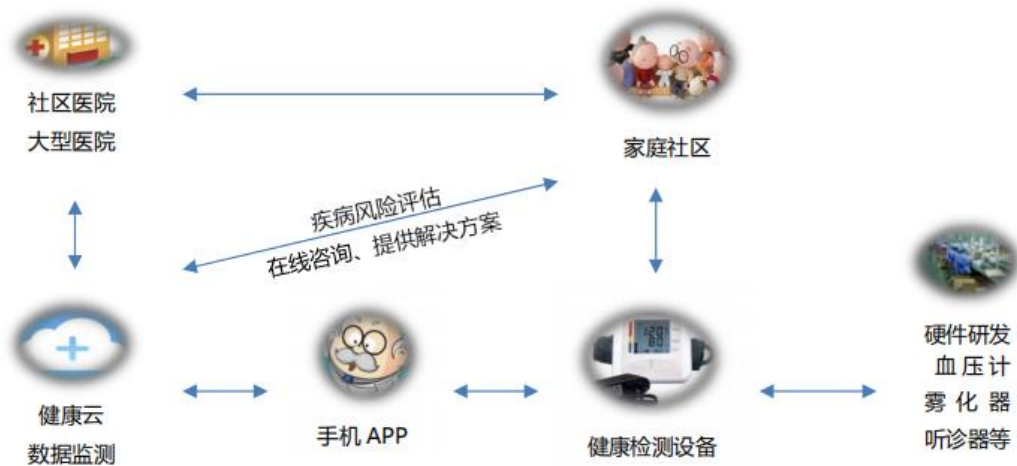 社区医院
大型医院
家庭社区
疾病风险评估
在线咨询、提供解决方案
健康云
数据监测
手机 APP
120
80
健康检测设备
硬件研发
血压计
雾化器
听诊器等